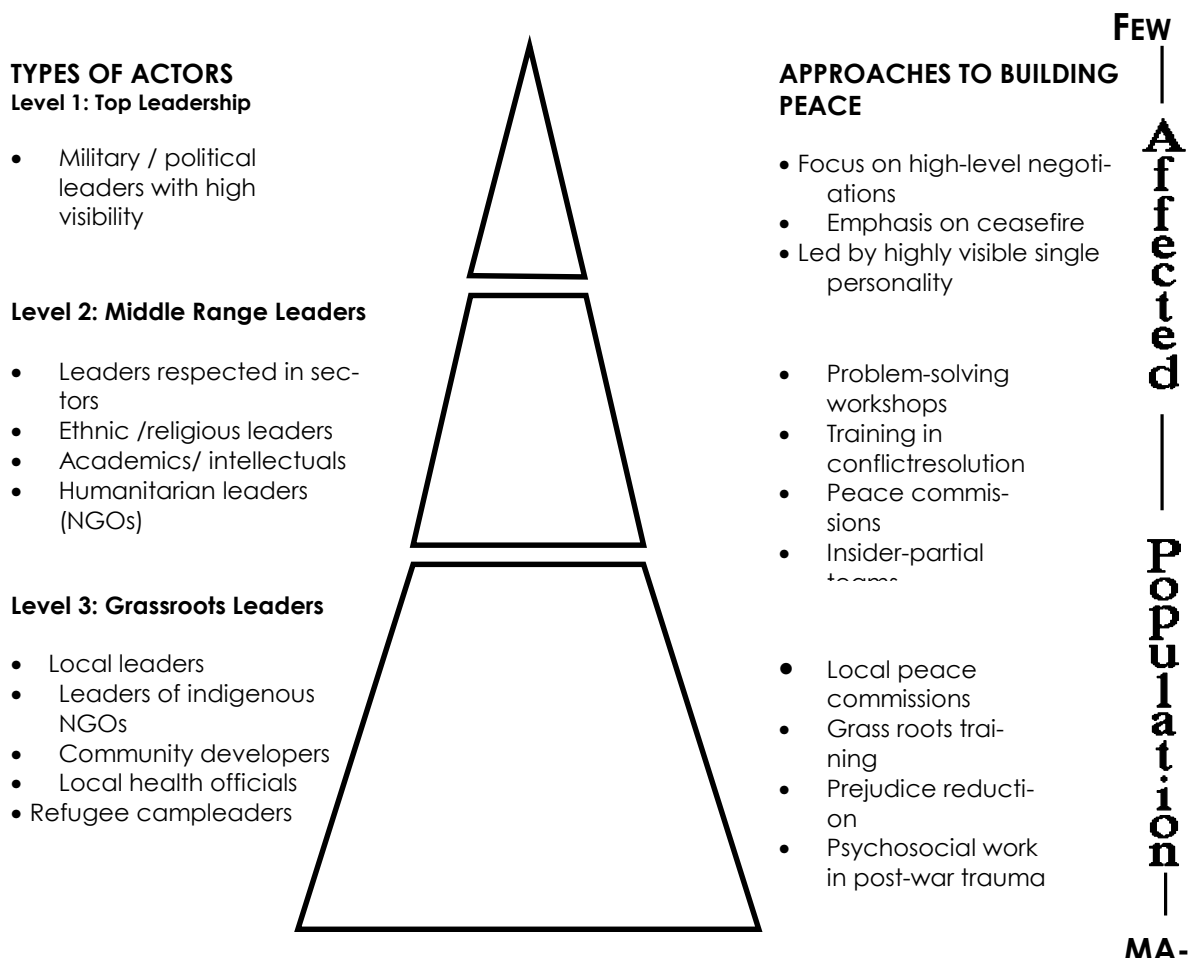 FEW
TYPES OF ACTORS
Level 1: Top Leadership
• Military / political
leaders with high
visibility
Level 2: Middle Range Leaders
• Leaders respected in sec-
tors
• Ethnic /religious leaders
• Academics/ intellectuals
• Humanitarian leaders
(NGOs)
Level 3: Grassroots Leaders
• Local leaders
• Leaders of indigenous
NGOs
• Community developers
• Local health officials
• Refugee campleaders
APPROACHES TO BUILDING
PEACE
• Focus on high-level negoti-
ations
• Emphasis on ceasefire
• Led by highly visible single
personality
• Problem-solving
workshops
• Training in
conflictresolution
• Peace commis-
sions
• Insider-partial
teams
• Local peace
commissions
• Grass roots trai-
ning
• Prejudice reducti-
on
• Psychosocial work
in post-war trauma
Affected
Population
MA-